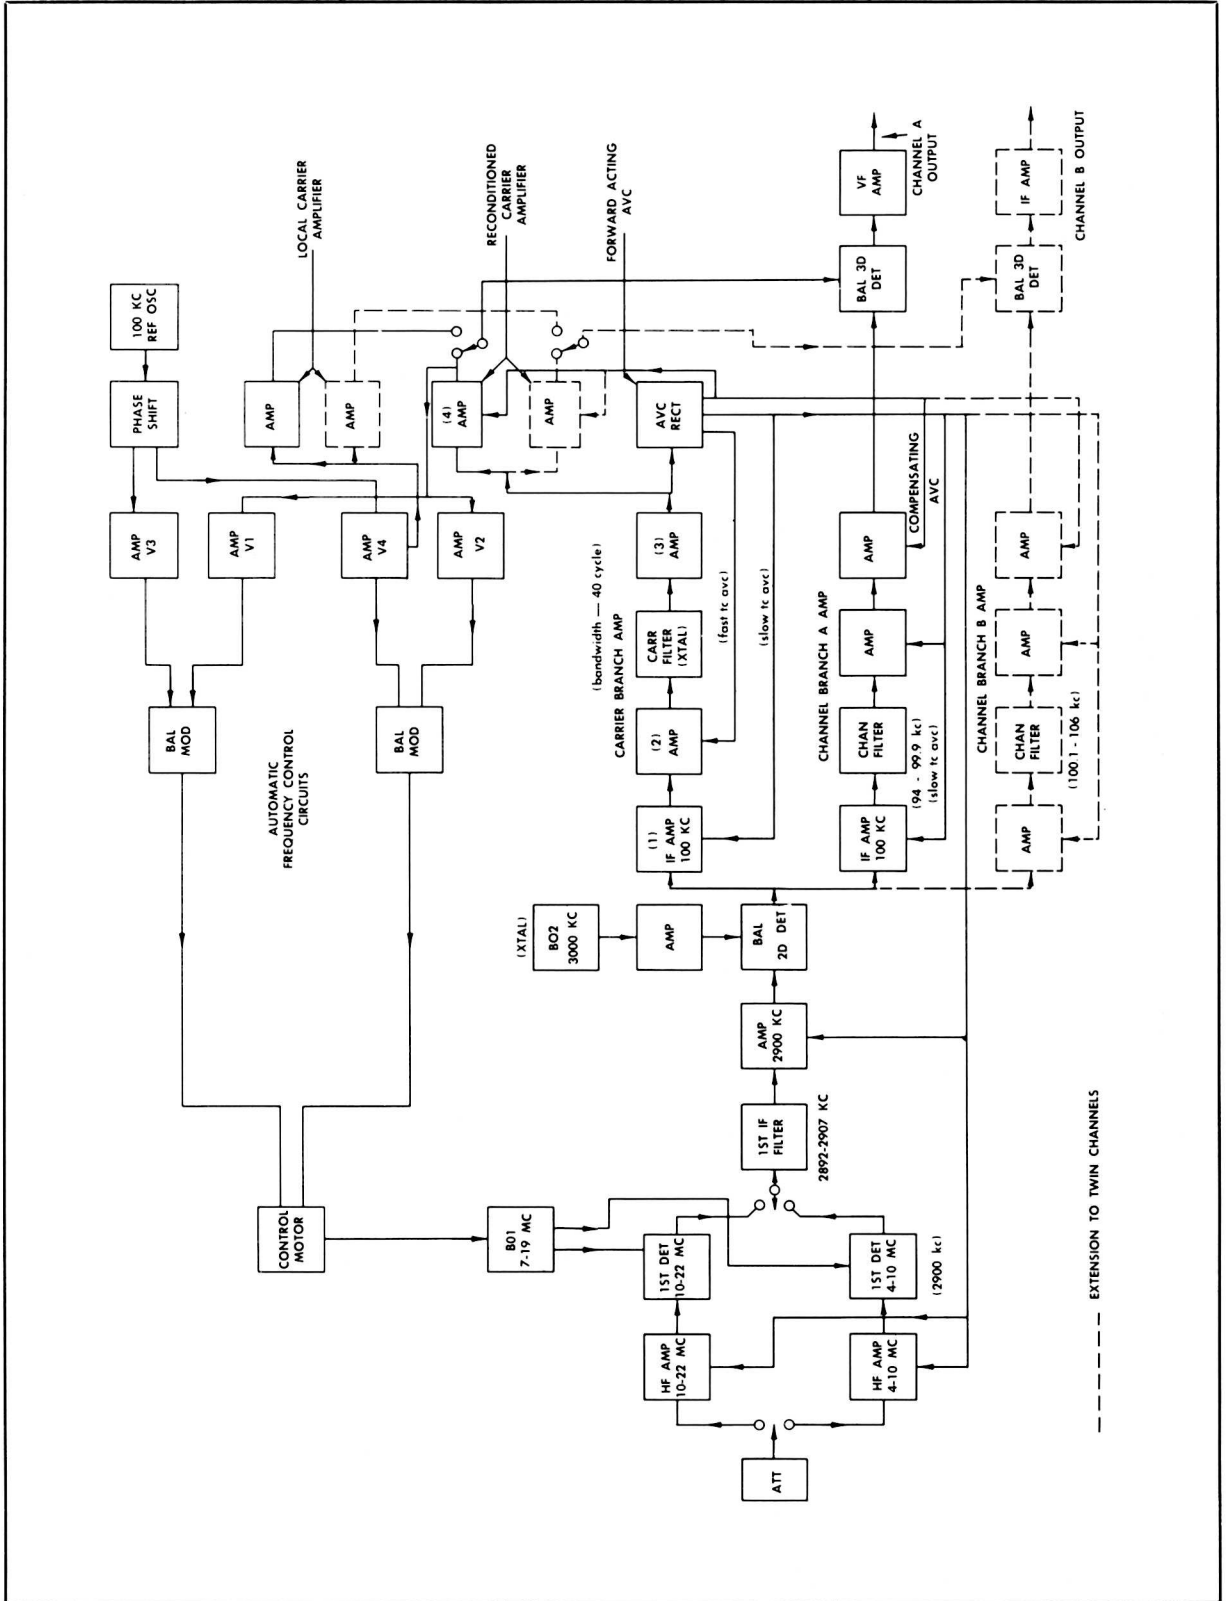 100 KC
REF OSC
PHASE
SHIFT
LOCAL CARRIER
AMPLIFIER
AMP
AMP
RECONDITIONED
CARRIER
AMPLIFIER
(4)
AMP
AMP
FORWARD ACTING
AVC
AVC
RECT
BAL 3D
DET
VF
AMP
CHANNEL A
OUTPUT
BAL 3D
DET
IF AMP
CHANNEL B OUTPUT
AMP
V3
AMP
V1
AMP
V4
AMP
V2
BAL
MOD
BAL
MOD
AUTOMATIC
FREQUENCY CONTROL
CIRCUITS
(bandwidth — 40 cycle)
CARRIER BRANCH AMP
(1)
IF AMP
100 KC
(2)
AMP
CARR
FILTER
(XTAL)
(3)
AMP
(fast tc avc)
(slow tc avc)
CHANNEL BRANCH A AMP
IF AMP
100 KC
CHAN
FILTER
AMP
AMP
COMPENSATING
AVC
(94 - 99.9 kc)
(slow tc avc)
CHANNEL BRANCH B AMP
AMP
CHAN
FILTER
AMP
AMP
(100.1 - 106 kc)
(XTAL)
BO2
3000 KC
AMP
BAL
2D DET
AMP
2900 KC
1ST IF
FILTER
2892-2907 KC
CONTROL
MOTOR
BO1
7-19 MC
1ST DET
10-22 MC
1ST DET
4-10 MC
(2900 kc)
HF AMP
10-22 MC
HF AMP
4-10 MC
ATT
EXTENSION TO TWIN CHANNELS